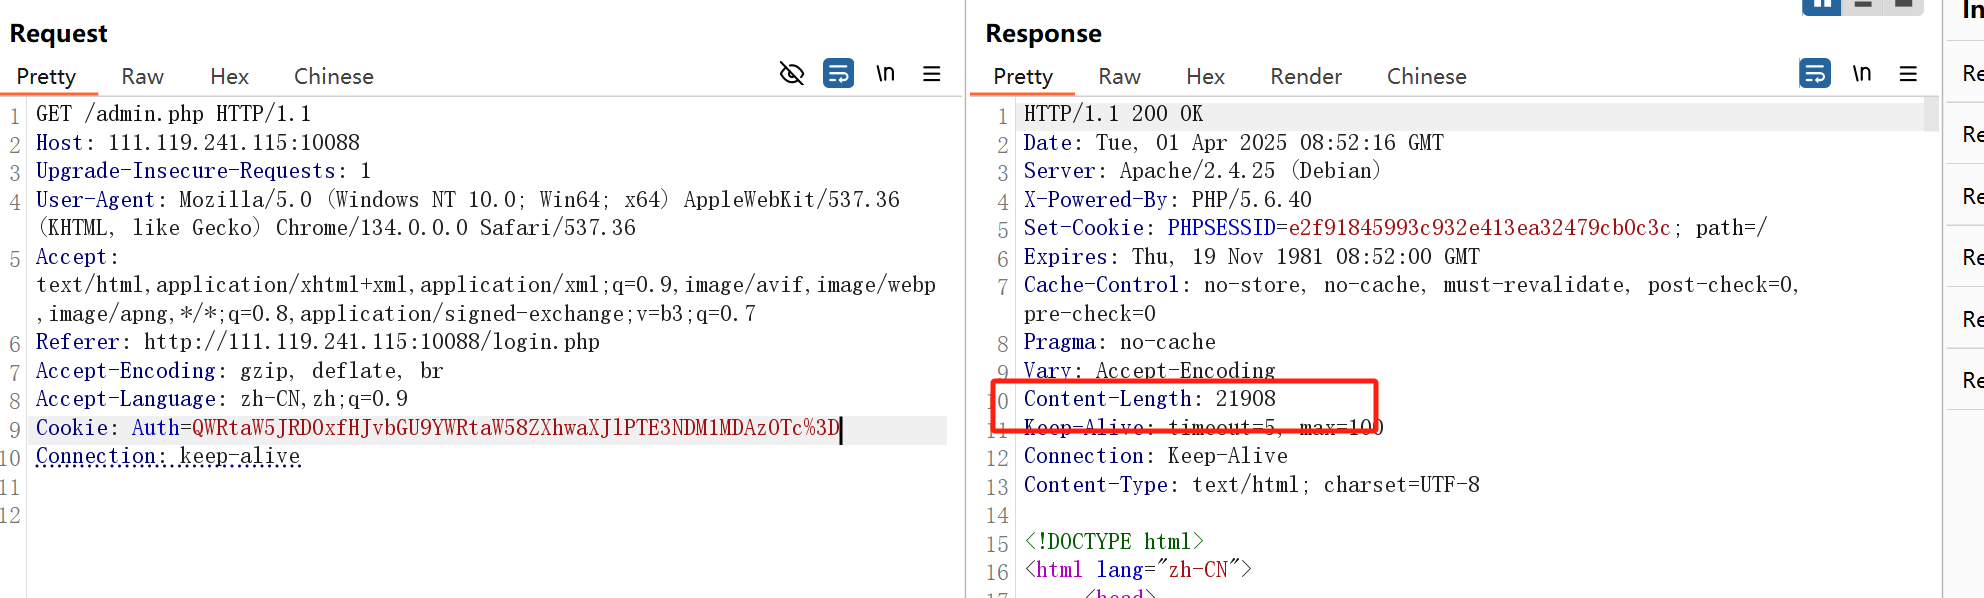 Request
Pretty Raw Hex Chinese \n
1 GET /admin.php HTTP/1.1
2 Host: 111.119.241.115:10088
3 Upgrade-Insecure-Requests: 1
4 User-Agent: Mozilla/5.0 (Windows NT 10.0; Win64; x64) AppleWebKit/537.36
(KHTML, like Gecko) Chrome/134.0.0.0 Safari/537.36
5 Accept:
text/html,application/xhtml+xml,application/xml;q=0.9,image/avif,image/webp
,image/apng,*/*;q=0.8,application/signed-exchange;v=b3;q=0.7
6 Referer: http://111.119.241.115:10088/login.php
7 Accept-Encoding: gzip, deflate, br
8 Accept-Language: zh-CN,zh;q=0.9
9 Cookie: Auth=QWRtaW5JRD0xfHJvbGU9YWRtaW58ZXhwaXJlPTE3NDM1MDAzOTc%3D
10 Connection: keep-alive
11
12
Response
Pretty Raw Hex Render Chinese \n
1 HTTP/1.1 200 OK
2 Date: Tue, 01 Apr 2025 08:52:16 GMT
3 Server: Apache/2.4.25 (Debian)
4 X-Powered-By: PHP/5.6.40
5 Set-Cookie: PHPSESSID=e2f91845993c932e413ea32479cb0c3c; path=/
6 Expires: Thu, 19 Nov 1981 08:52:00 GMT
7 Cache-Control: no-store, no-cache, must-revalidate, post-check=0,
pre-check=0
8 Pragma: no-cache
9 Vary: Accept-Encoding
10 Content-Length: 21908
11 Keep-Alive: timeout=5, max=100
12 Connection: Keep-Alive
13 Content-Type: text/html; charset=UTF-8
14
15 <!DOCTYPE html>
16 <html lang="zh-CN">
17 <head>
In
Re
Re
Re
Re
Re
Re